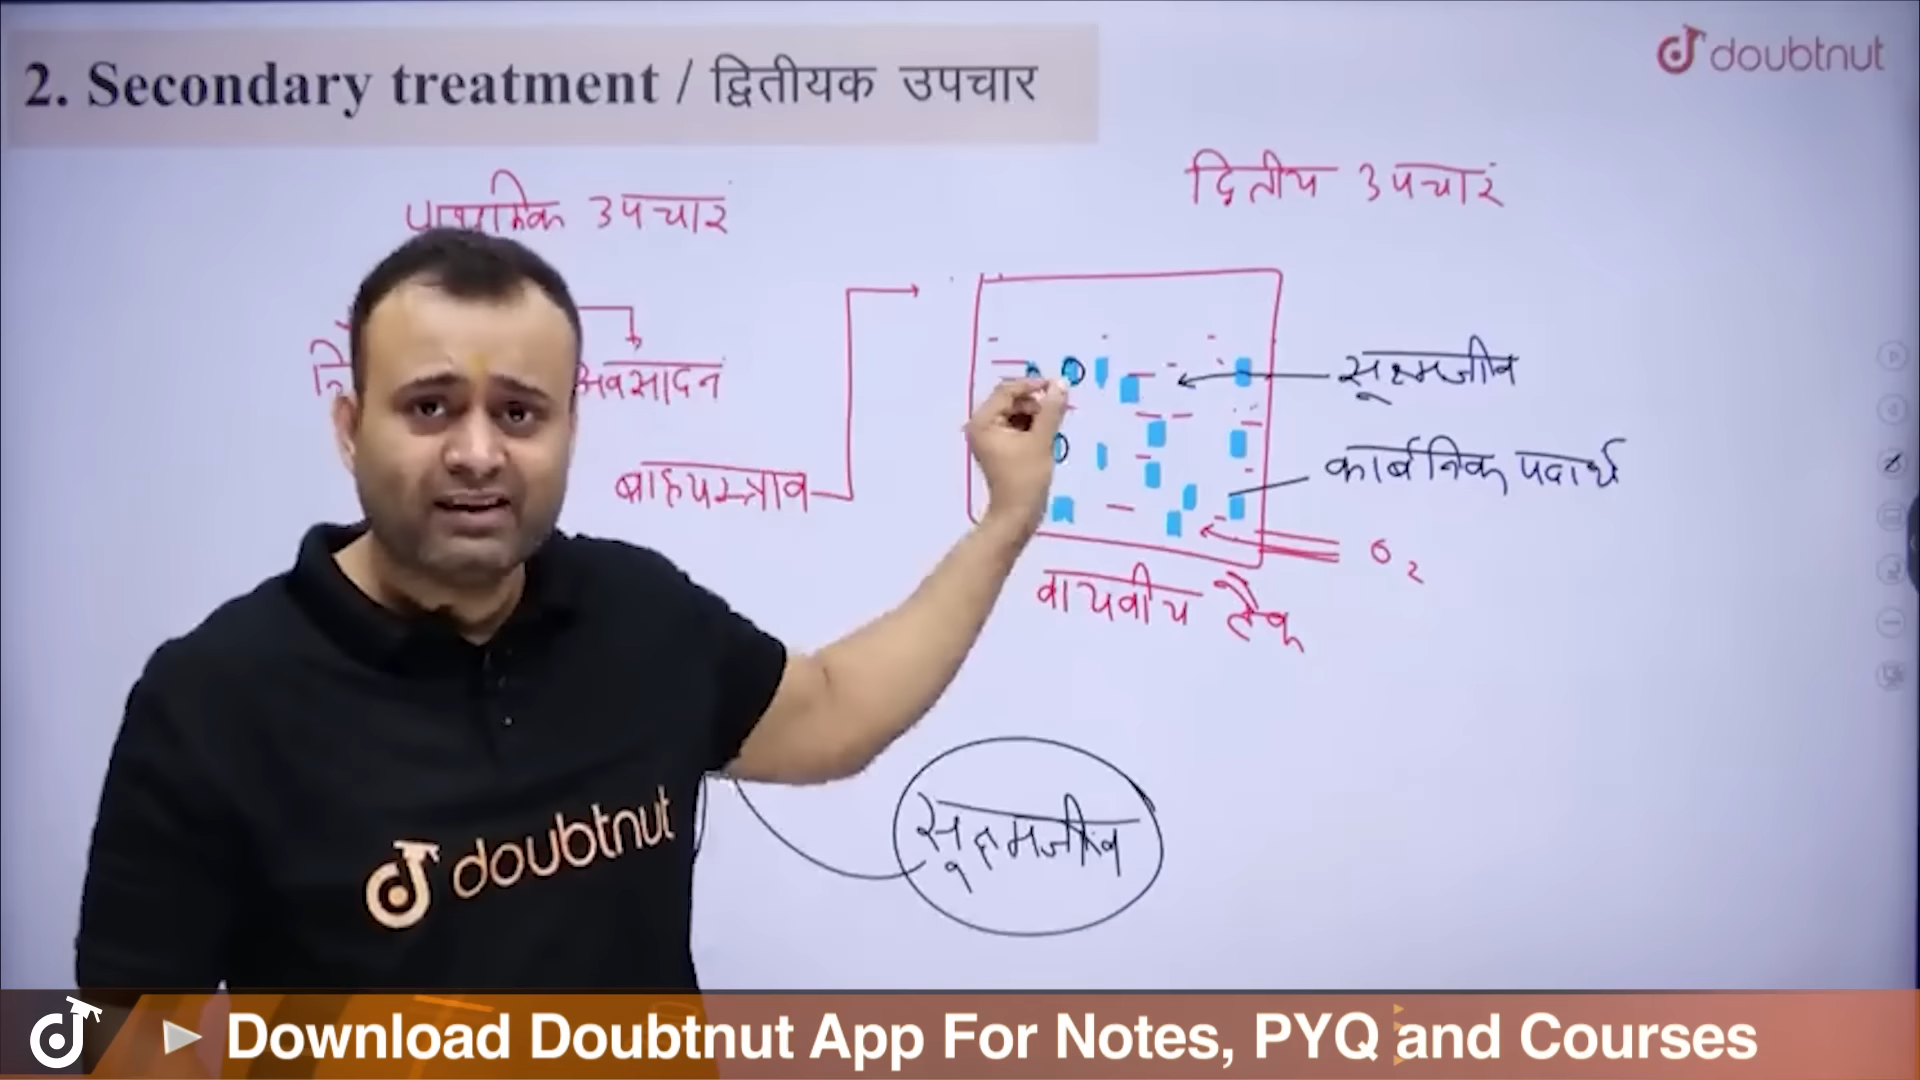 2. Secondary treatment / द्वितीयक उपचार
doubtnut
प्राथमिक उपचार
द्वितीय उपचार
अवसादन
बाह्यस्त्राव
सूक्ष्मजीव
कार्बनिक पदार्थ
O2
वायवीय टैंक
सूक्ष्मजीव
doubtnut
Download Doubtnut App For Notes, PYQ and Courses